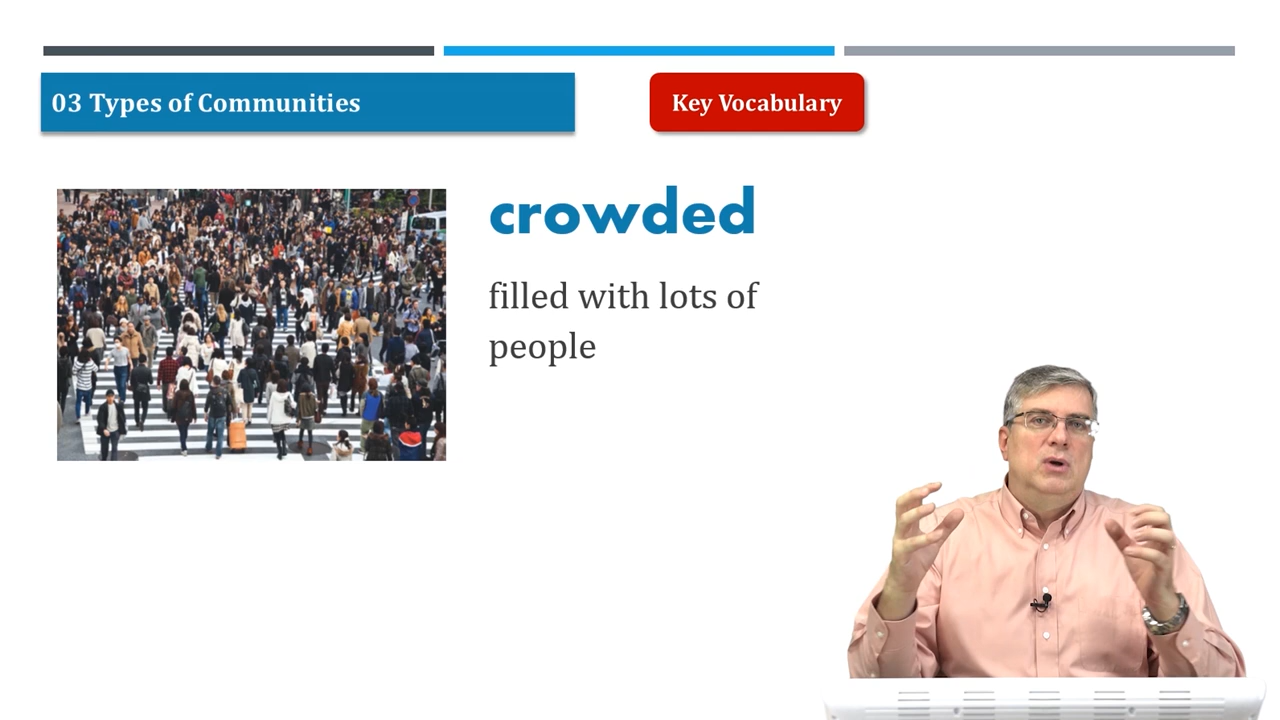 03 Types of Communities
Key Vocabulary
crowded
filled with lots of
people